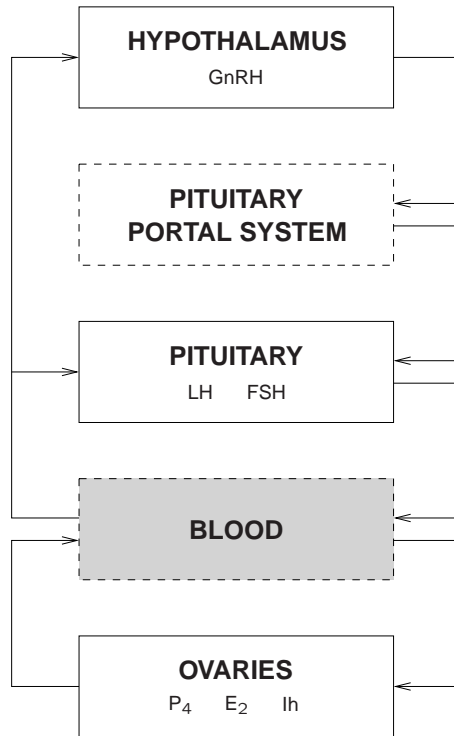 HYPOTHALAMUS
GnRH
PITUITARY
PORTAL SYSTEM
PITUITARY
LH FSH
BLOOD
OVARIES
P₄ E₂ Ih